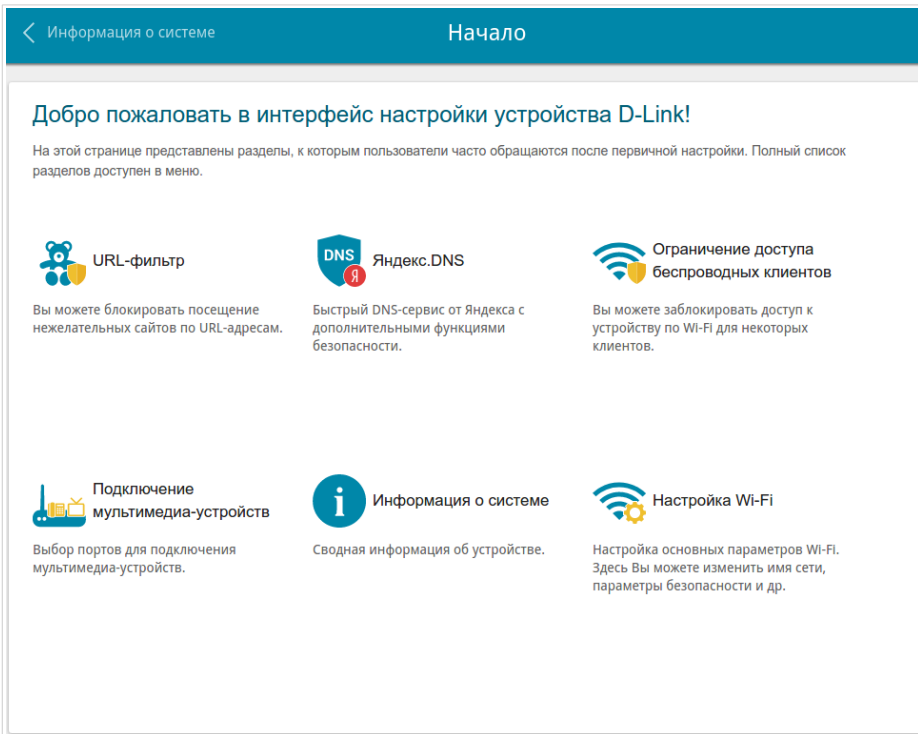 Информация о системе
Начало
Добро пожаловать в интерфейс настройки устройства D-Link!
На этой странице представлены разделы, к которым пользователи часто обращаются после первичной настройки. Полный список
разделов доступен в меню.
URL-фильтр
Вы можете блокировать посещение
нежелательных сайтов по URL-адресам.
DNS
Я
Яндекс.DNS
Быстрый DNS-сервис от Яндекса с
дополнительными функциями
безопасности.
Ограничение доступа
беспроводных клиентов
Вы можете заблокировать доступ к
устройству по Wi-Fi для некоторых
клиентов.
Подключение
мультимедиа-устройств
Выбор портов для подключения
мультимедиа-устройств.
i
Информация о системе
Сводная информация об устройстве.
Настройка Wi-Fi
Настройка основных параметров Wi-Fi.
Здесь Вы можете изменить имя сети,
параметры безопасности и др.